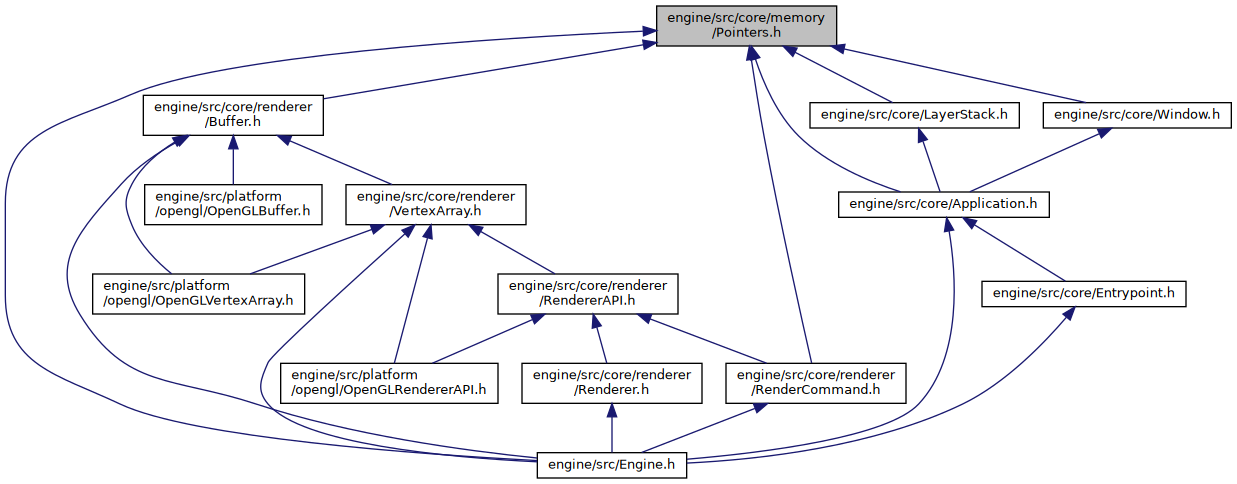 engine/src/core/memory
/Pointers.h
engine/src/core/renderer
/Buffer.h
engine/src/core/LayerStack.h
engine/src/core/Window.h
engine/src/platform
/opengl/OpenGLBuffer.h
engine/src/core/renderer
/VertexArray.h
engine/src/core/Application.h
engine/src/platform
/opengl/OpenGLVertexArray.h
engine/src/core/renderer
/RendererAPI.h
engine/src/core/Entrypoint.h
engine/src/platform
/opengl/OpenGLRendererAPI.h
engine/src/core/renderer
/Renderer.h
engine/src/core/renderer
/RenderCommand.h
engine/src/Engine.h